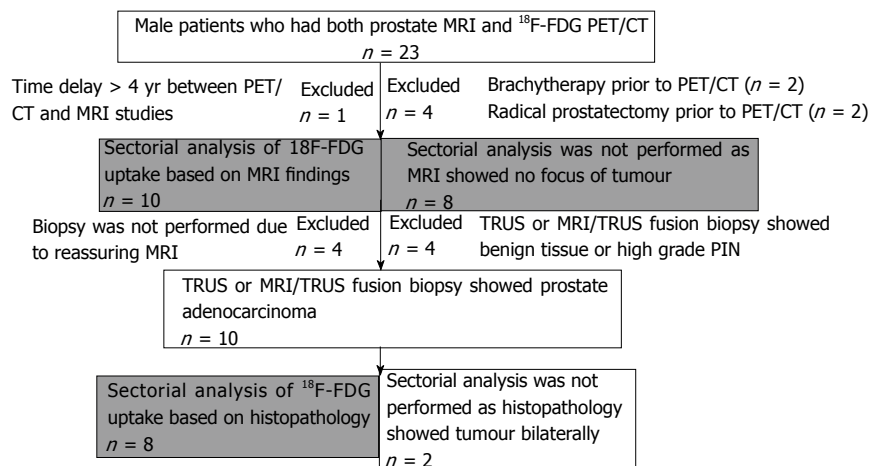 Male patients who had both prostate MRI and ¹⁸F-FDG PET/CT
n = 23
Time delay > 4 yr between PET/
CT and MRI studies
Excluded
n = 1
Excluded
n = 4
Brachytherapy prior to PET/CT (n = 2)
Radical prostatectomy prior to PET/CT (n = 2)
Sectorial analysis of 18F-FDG
uptake based on MRI findings
n = 10
Sectorial analysis was not performed as
MRI showed no focus of tumour
n = 8
Biopsy was not performed due
to reassuring MRI
Excluded
n = 4
Excluded
n = 4
TRUS or MRI/TRUS fusion biopsy showed
benign tissue or high grade PIN
TRUS or MRI/TRUS fusion biopsy showed prostate
adenocarcinoma
n = 10
Sectorial analysis of ¹⁸F-FDG
uptake based on histopathology
n = 8
Sectorial analysis was not
performed as histopathology
showed tumour bilaterally
n = 2